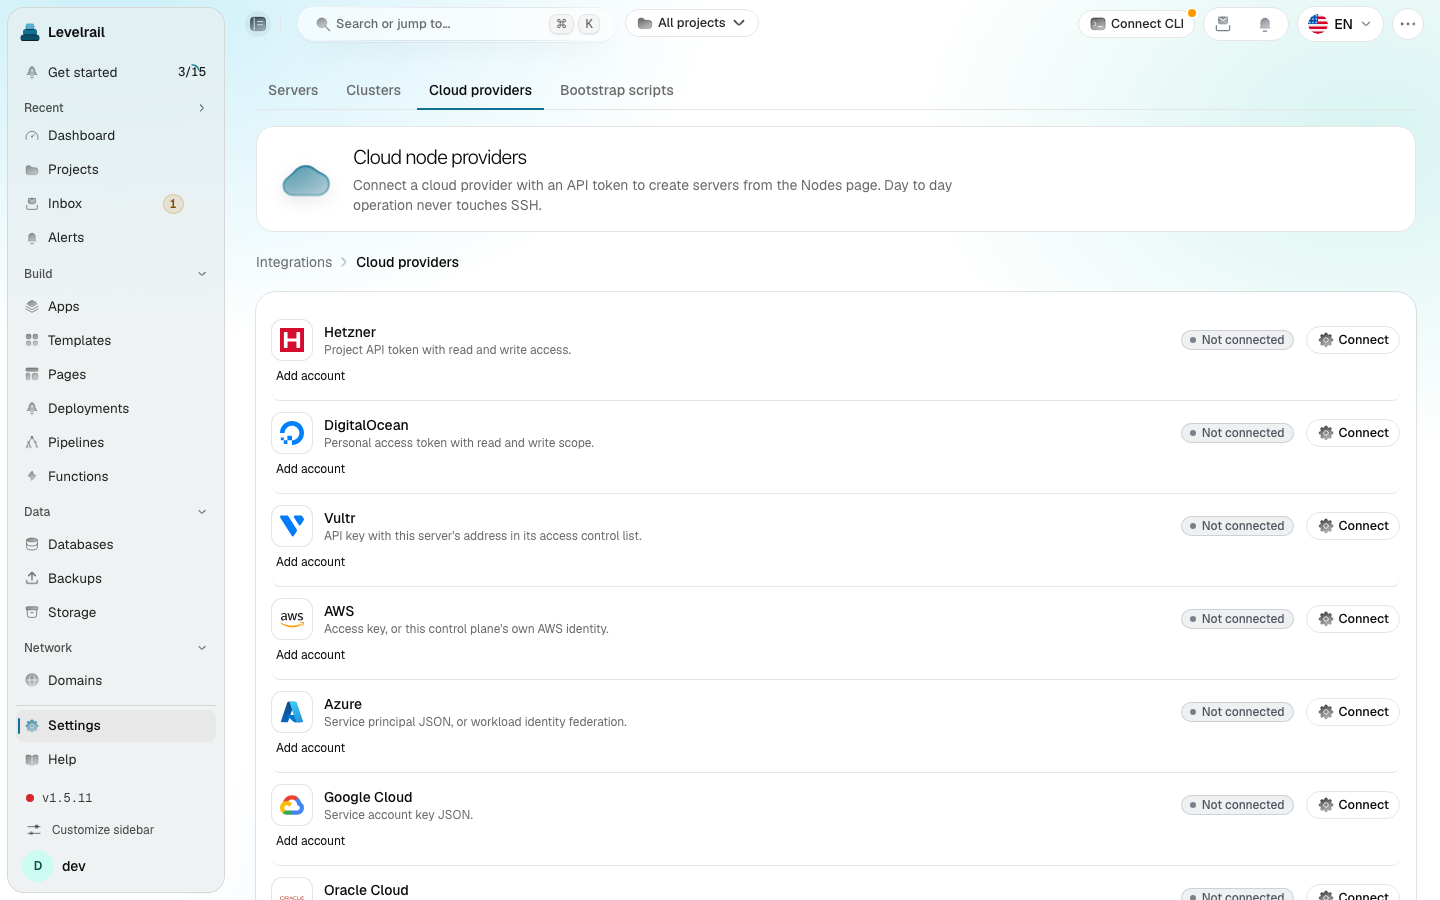 Levelrail
Search or jump to...
⌘ K
All projects
Connect CLI
EN
Get started 3/15
Recent
Dashboard
Projects
Inbox 1
Alerts
Build
Apps
Templates
Pages
Deployments
Pipelines
Functions
Data
Databases
Backups
Storage
Network
Domains
Settings
Help
v1.5.11
Customize sidebar
D dev
Servers Clusters Cloud providers Bootstrap scripts
Cloud node providers
Connect a cloud provider with an API token to create servers from the Nodes page. Day to day
operation never touches SSH.
Integrations Cloud providers
Hetzner
Project API token with read and write access.
Not connected Connect
Add account
DigitalOcean
Personal access token with read and write scope.
Not connected Connect
Add account
Vultr
API key with this server's address in its access control list.
Not connected Connect
Add account
aws
AWS
Access key, or this control plane's own AWS identity.
Not connected Connect
Add account
Azure
Service principal JSON, or workload identity federation.
Not connected Connect
Add account
Google Cloud
Service account key JSON.
Not connected Connect
Add account
ORACLE
Oracle Cloud
Not connected Connect